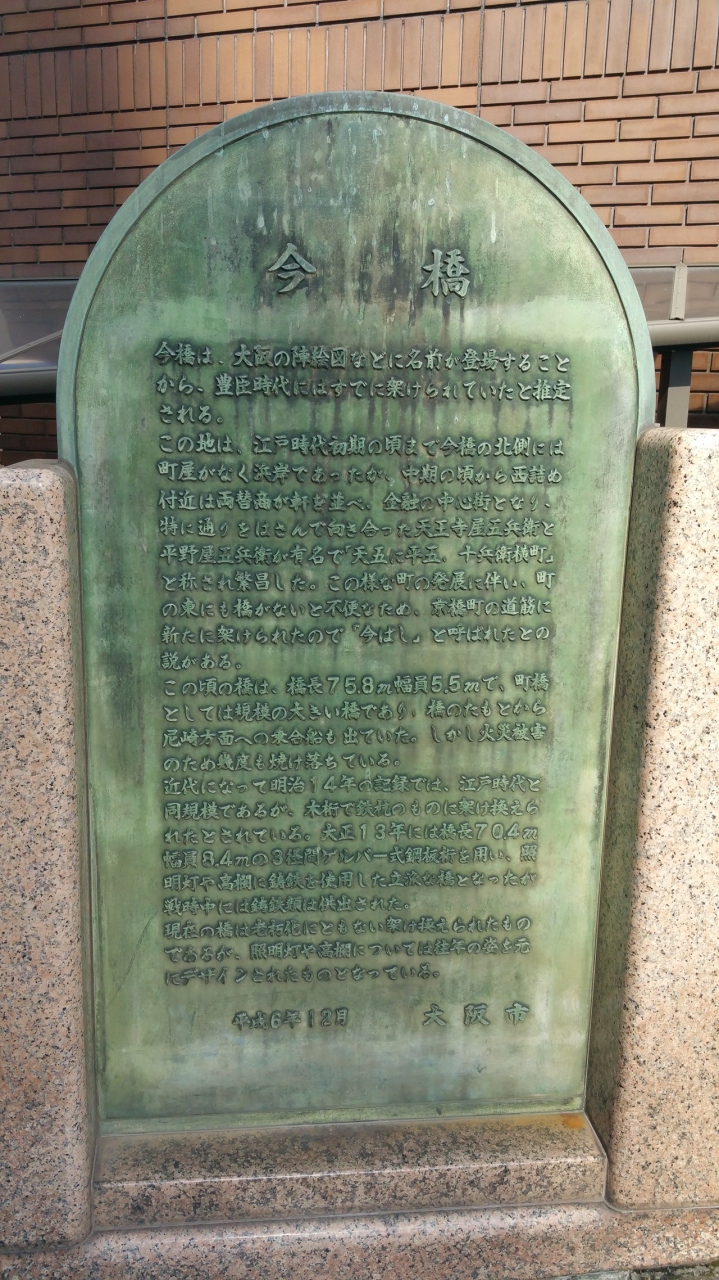 今橋
今橋は、大阪の陣絵図などに名前が登場すること
から、豊臣時代にはすでに架けられていたと推定
される。
この地は、江戸時代初期の頃まで今橋の北側には
町屋がなく浜岸であったが、中期の頃から西詰め
付近は両替商が軒を並べ、金融の中心街となり、
特に通りをはさんで向き合った天王寺屋五兵衛と
平野屋五兵衛が有名で「天五に平五、十兵衛横町」
と称され繁昌した。この様な町の発展に伴い、町
の東にも橋がないと不便なため、京橋町の道筋に
新たに架けられたので「今ばし」と呼ばれたとの
説がある。
この頃の橋は、橋長75.8m幅員5.5mで、町橋
としては規模の大きい橋であり、橋のたもとから
尼崎方面への乗合船も出ていた。しかし火災被害
のため幾度も焼け落ちている。
近代になって明治14年の記録では、江戸時代と
同規模であるが、木桁で鉄杭のものに架け換えら
れたとされている。大正13年には橋長70.4m
幅員8.4mの3径間ゲルバー式鋼板桁を用い、照
明灯や高欄に鋳鉄を使用した立派な橋となったが
戦時中には鋳鉄類は供出された。
現在の橋は老朽化にともない架け換えられたもの
であるが、照明灯や高欄については往年の姿を元
にデザインされたものとなっている。
平成6年12月 大阪市